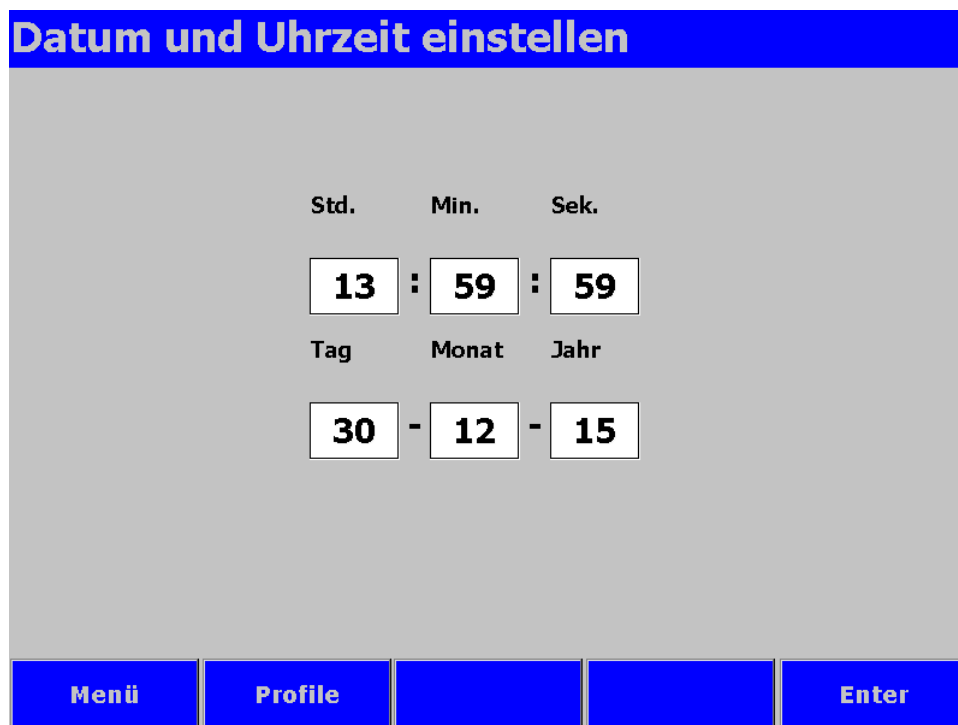 Datum und Uhrzeit einstellen
Std. Min. Sek.
13 : 59 : 59
Tag Monat Jahr
30 - 12 - 15
Menü Profile Enter